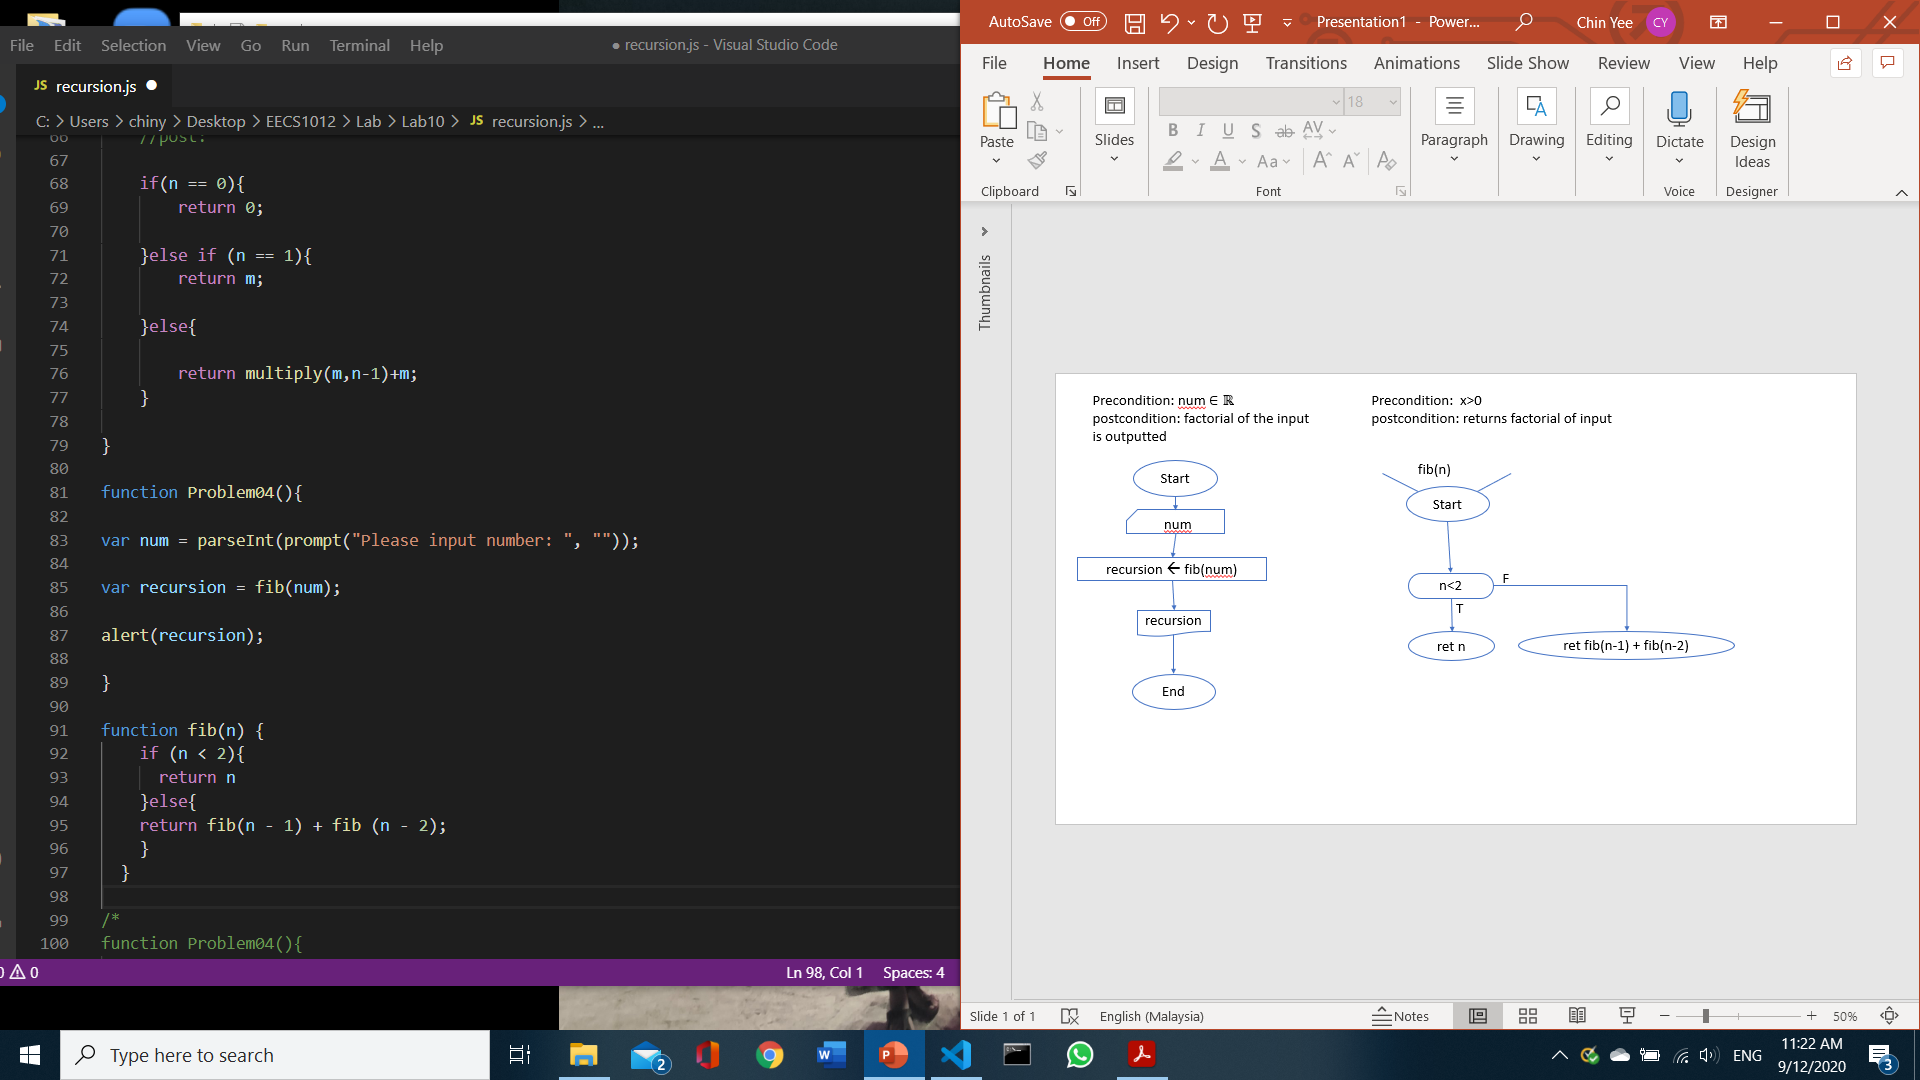 File Edit Selection View Go Run Terminal Help
● recursion.js - Visual Studio Code
JS recursion.js ●
C: > Users > chiny > Desktop > EECS1012 > Lab > Lab10 > JS recursion.js > ...
66 //post:
67
68 if(n == 0){
69 return 0;
70
71 }else if (n == 1){
72 return m;
73
74 }else{
75
76 return multiply(m,n-1)+m;
77 }
78
79 }
80
81 function Problem04(){
82
83 var num = parseInt(prompt("Please input number: ", ""));
84
85 var recursion = fib(num);
86
87 alert(recursion);
88
89 }
90
91 function fib(n) {
92 if (n < 2){
93 return n
94 }else{
95 return fib(n - 1) + fib (n - 2);
96 }
97 }
98
99 /*
100 function Problem04(){
0
Ln 98, Col 1 Spaces: 4
AutoSave Off Presentation1 - Power... Chin Yee CY
File Home Insert Design Transitions Animations Slide Show Review View Help
18
Paste Slides B I U S ab AV Paragraph Drawing Editing Dictate Design Ideas
A Aa A A A
Clipboard Font Voice Designer
Thumbnails
Precondition: num ∈ ℝ
postcondition: factorial of the input
is outputted
Start
num
recursion ← fib(num)
recursion
End
Precondition: x>0
postcondition: returns factorial of input
fib(n)
Start
n<2
F
T
ret n
ret fib(n-1) + fib(n-2)
Slide 1 of 1 English (Malaysia) Notes 50%
Type here to search
2
ENG
11:22 AM
9/12/2020
3